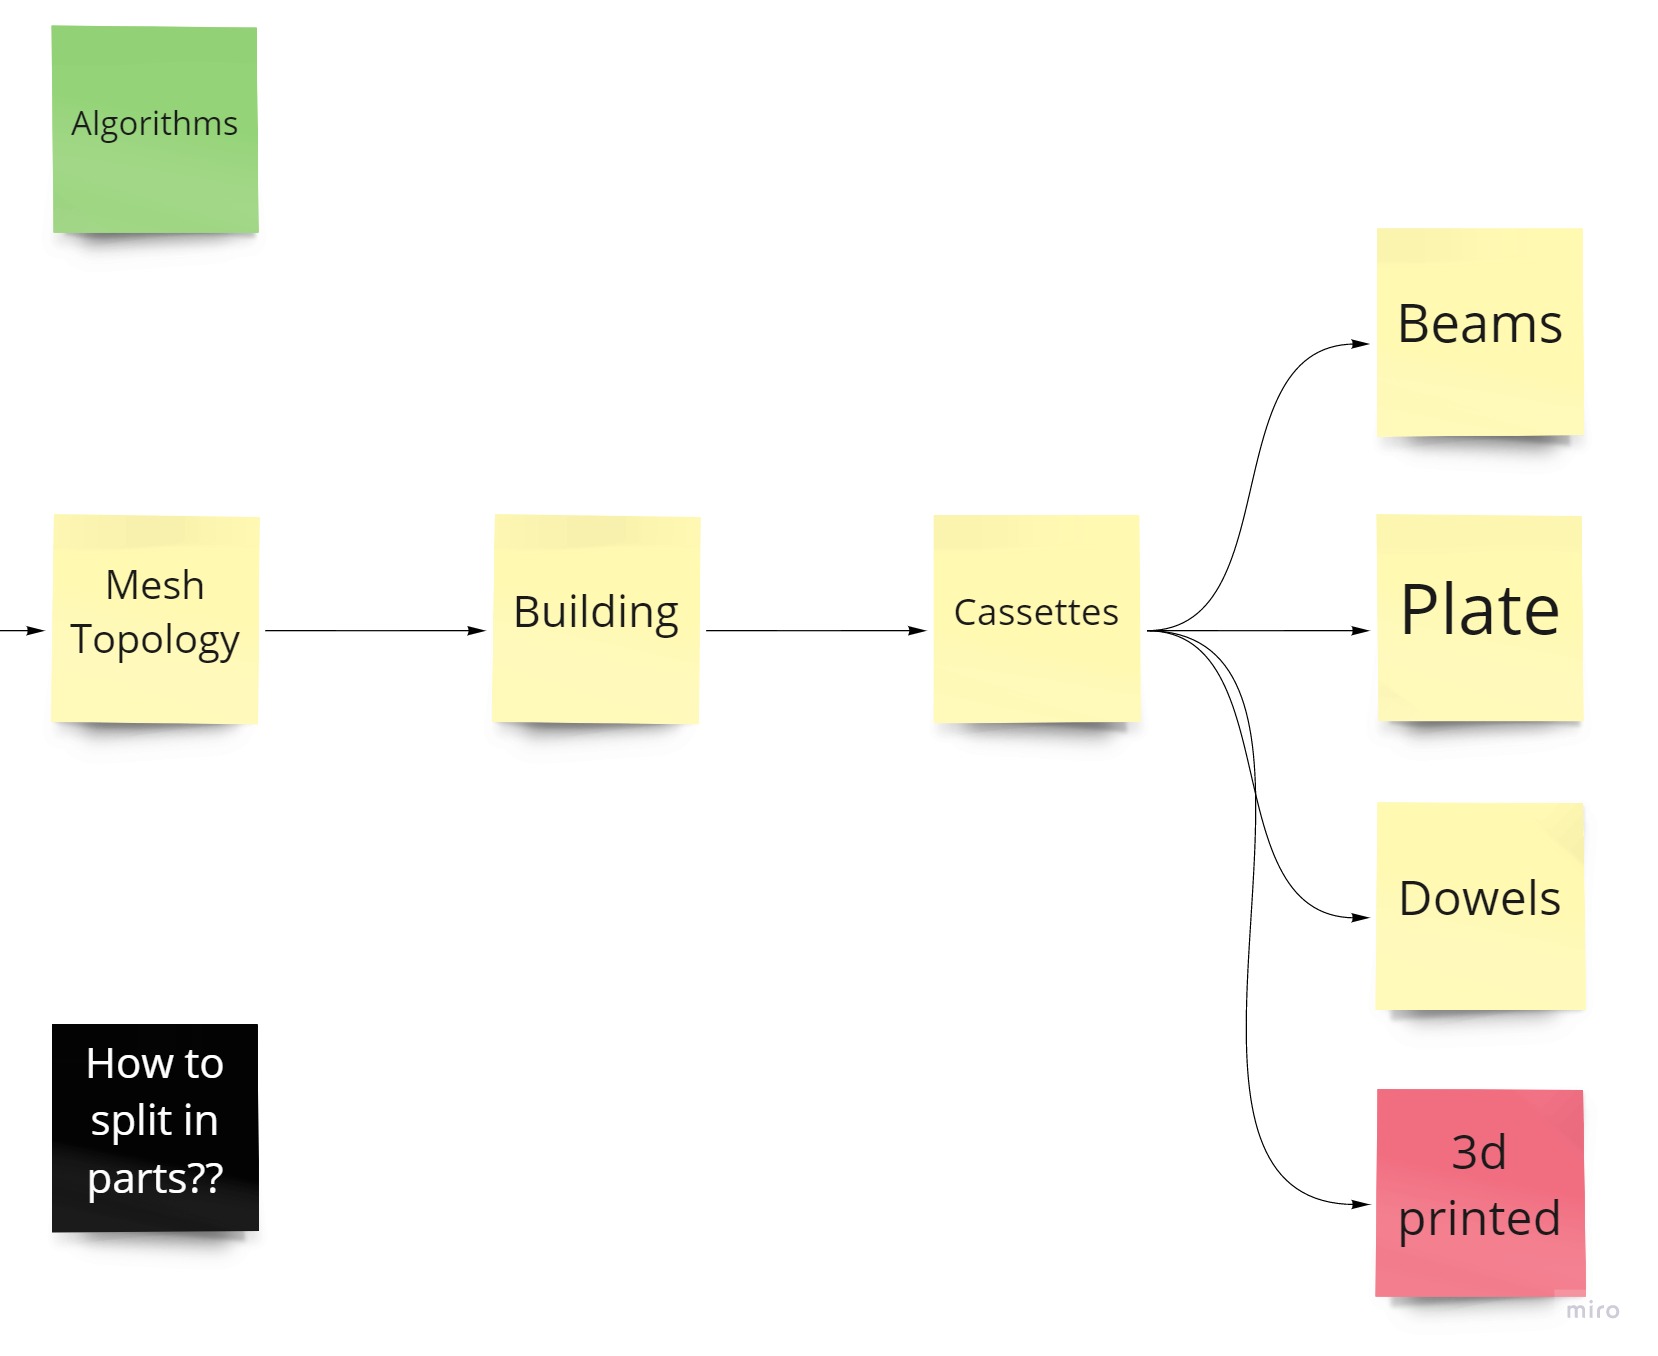 Algorithms
Beams
Mesh
Topology
Building
Cassettes
Plate
Dowels
How to
split in
parts??
3d
printed
miro